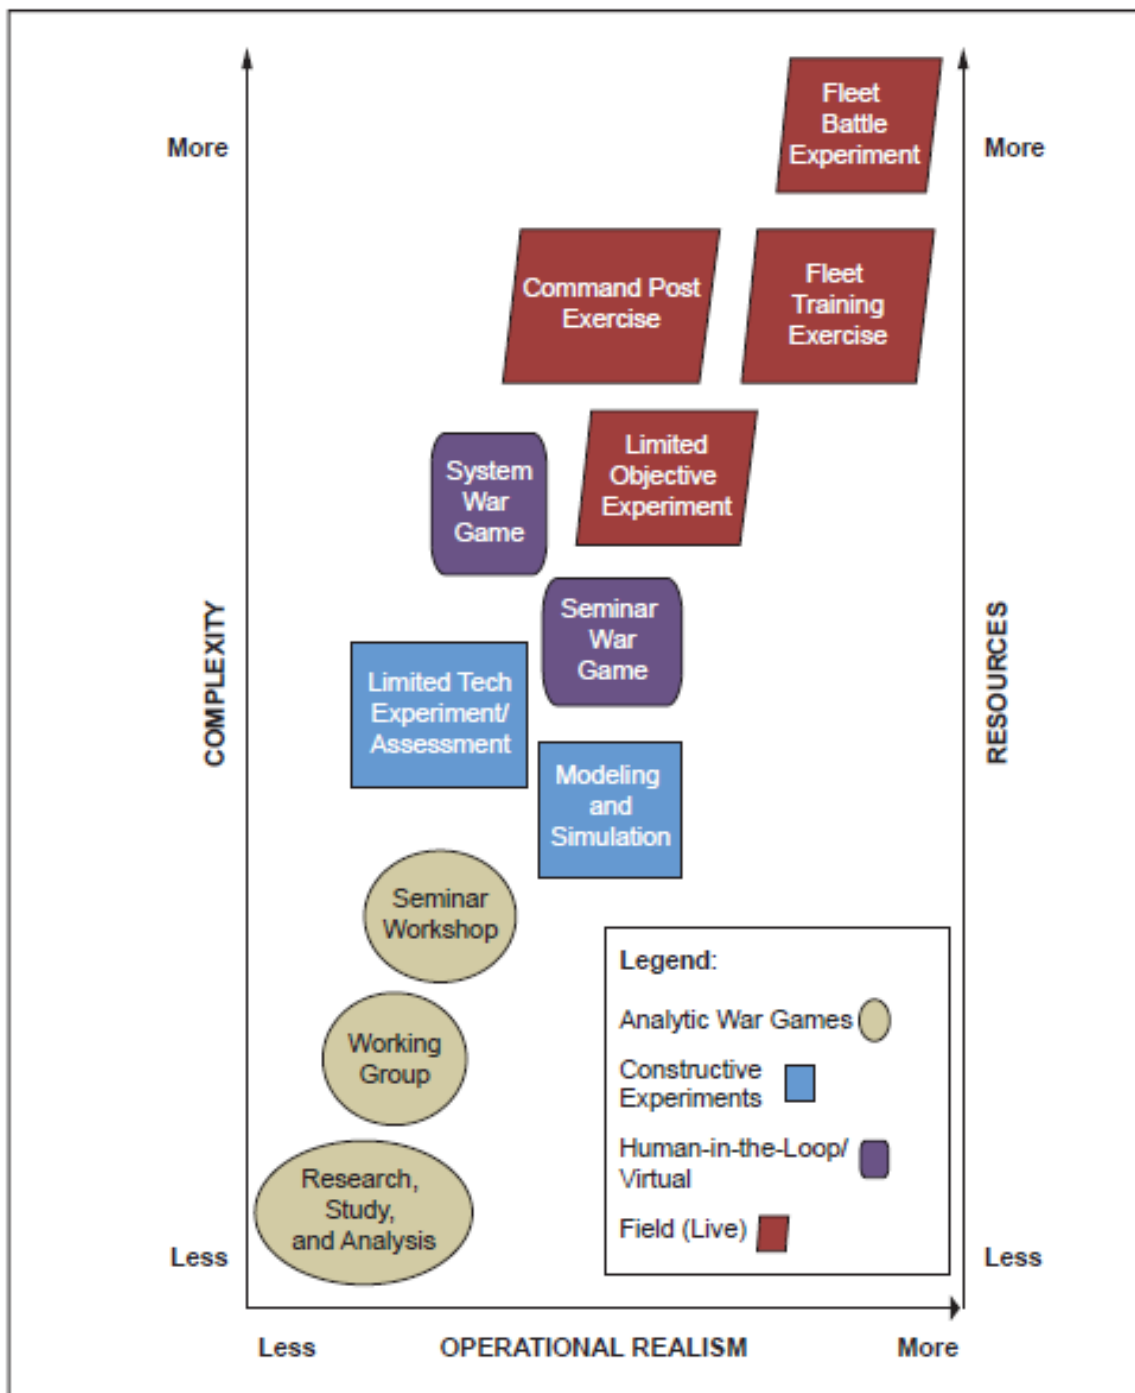 More
Fleet
Battle
Experiment
More
Command Post
Exercise
Fleet
Training
Exercise
System
War
Game
Limited
Objective
Experiment
COMPLEXITY
Seminar
War
Game
RESOURCES
Limited Tech
Experiment/
Assessment
Modeling
and
Simulation
Seminar
Workshop
Working
Group
Research,
Study,
and Analysis
Legend:
Analytic War Games
Constructive
Experiments
Human-in-the-Loop/
Virtual
Field (Live)
Less
Less
Less
OPERATIONAL REALISM
More